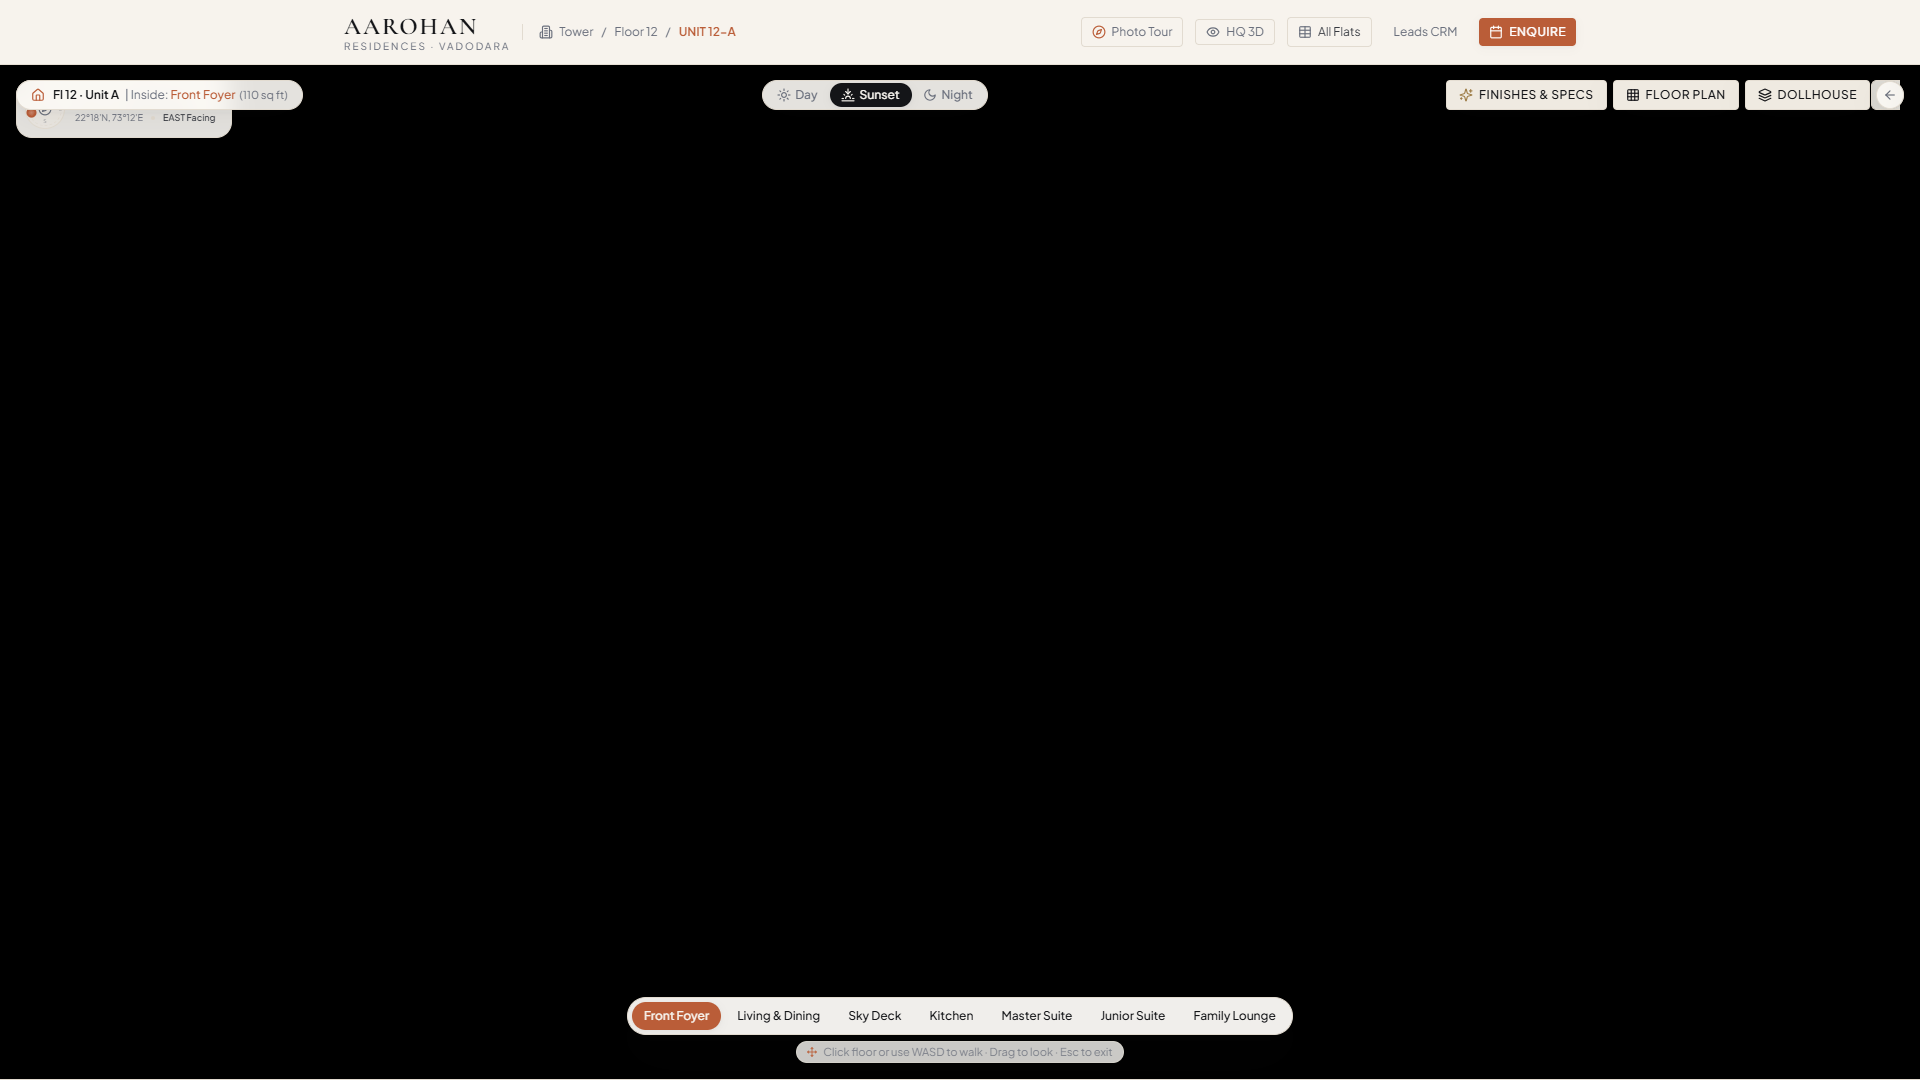 AAROHAN
RESIDENCES · VADODARA
Tower / Floor 12 / UNIT 12-A
Photo Tour
HQ 3D
All Flats
Leads CRM
ENQUIRE
Fl 12 · Unit A | Inside: Front Foyer (110 sq ft)
22°18'N, 73°12'E EAST Facing
Day
Sunset
Night
FINISHES & SPECS
FLOOR PLAN
DOLLHOUSE
Front Foyer
Living & Dining
Sky Deck
Kitchen
Master Suite
Junior Suite
Family Lounge
Click floor or use WASD to walk · Drag to look · Esc to exit